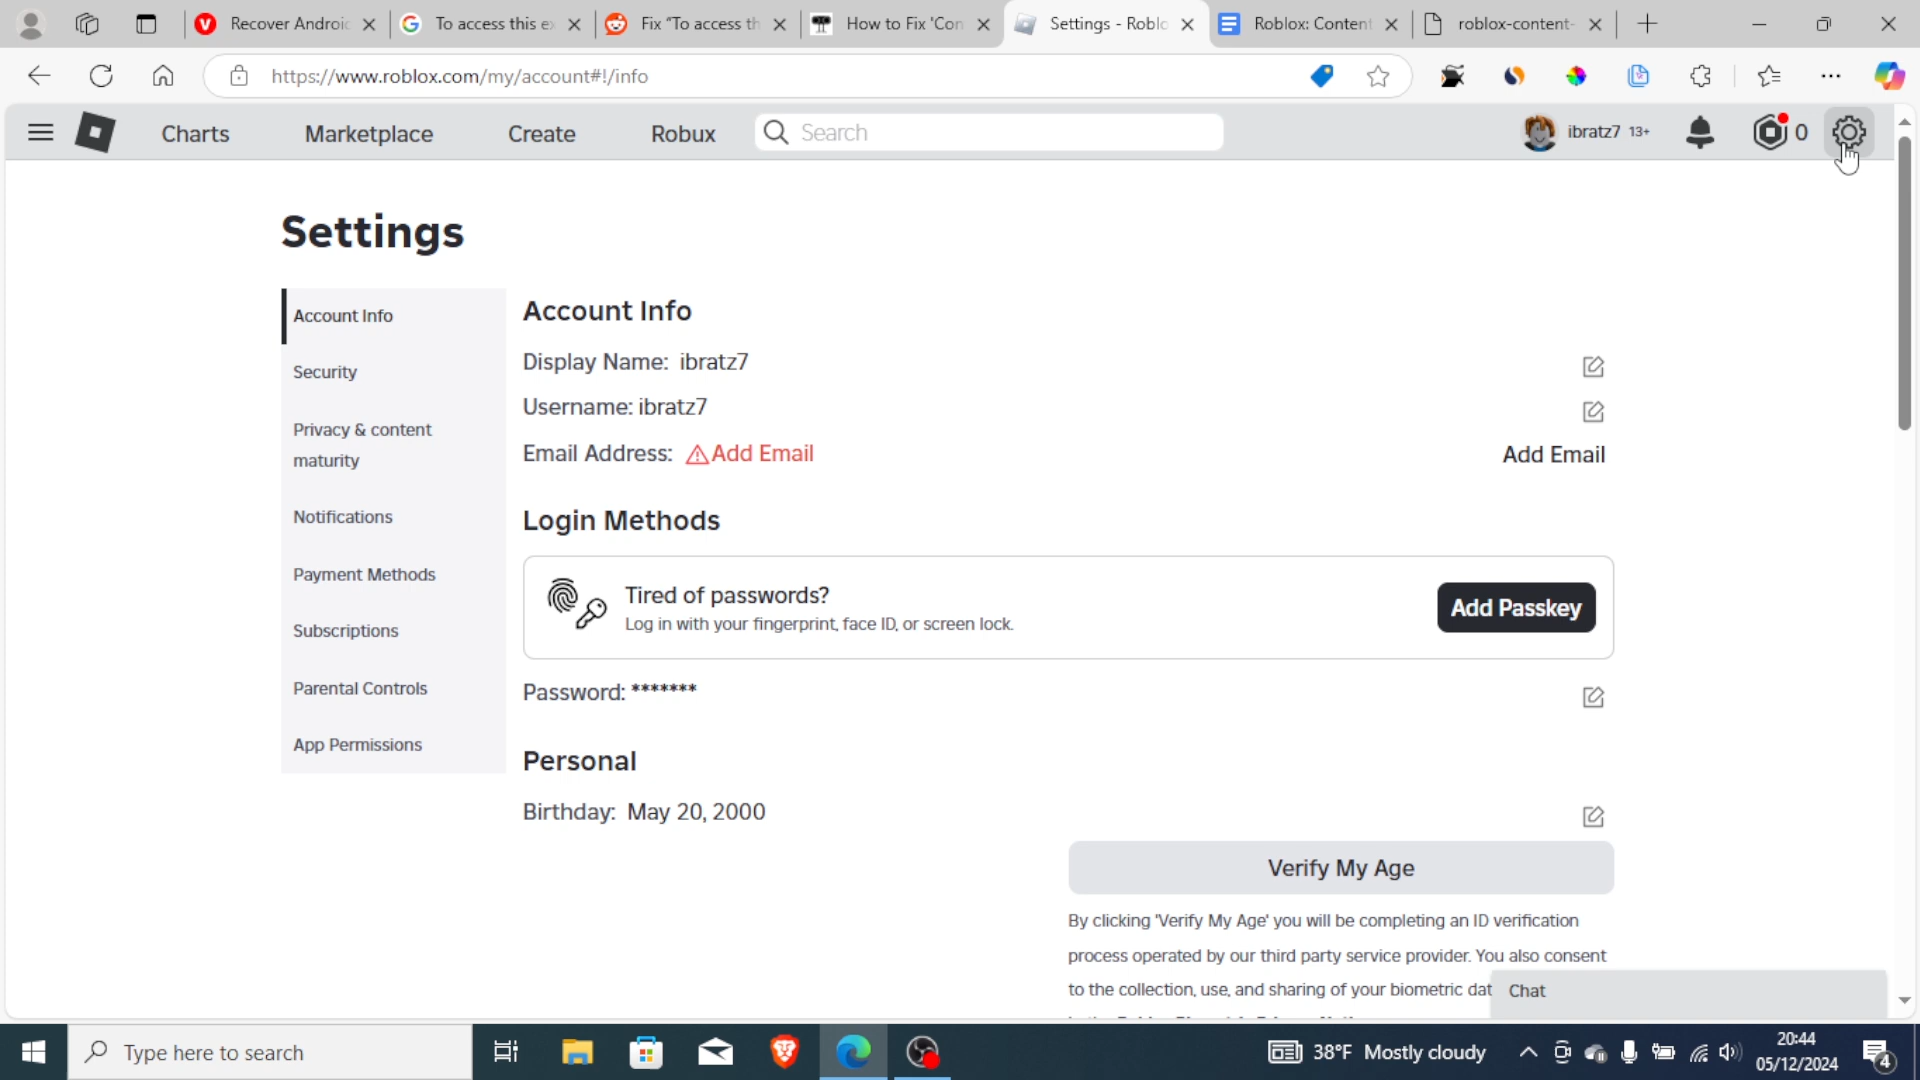 Recover Androic
To access this e
Fix "To access th
How to Fix 'Con
Settings - Roblo
Roblox: Content
roblox-content-
https://www.roblox.com/my/account#!/info
Charts
Marketplace
Create
Robux
Search
ibratz7 13+
0
Settings
Account Info
Security
Privacy & content
maturity
Notifications
Payment Methods
Subscriptions
Parental Controls
App Permissions
Account Info
Display Name: ibratz7
Username: ibratz7
Email Address: Add Email
Add Email
Login Methods
Tired of passwords?
Log in with your fingerprint, face ID, or screen lock.
Add Passkey
Password: *******
Personal
Birthday: May 20, 2000
Verify My Age
By clicking 'Verify My Age' you will be completing an ID verification
process operated by our third party service provider. You also consent
to the collection, use, and sharing of your biometric dat
Chat
Type here to search
38°F Mostly cloudy
20:44
05/12/2024
4